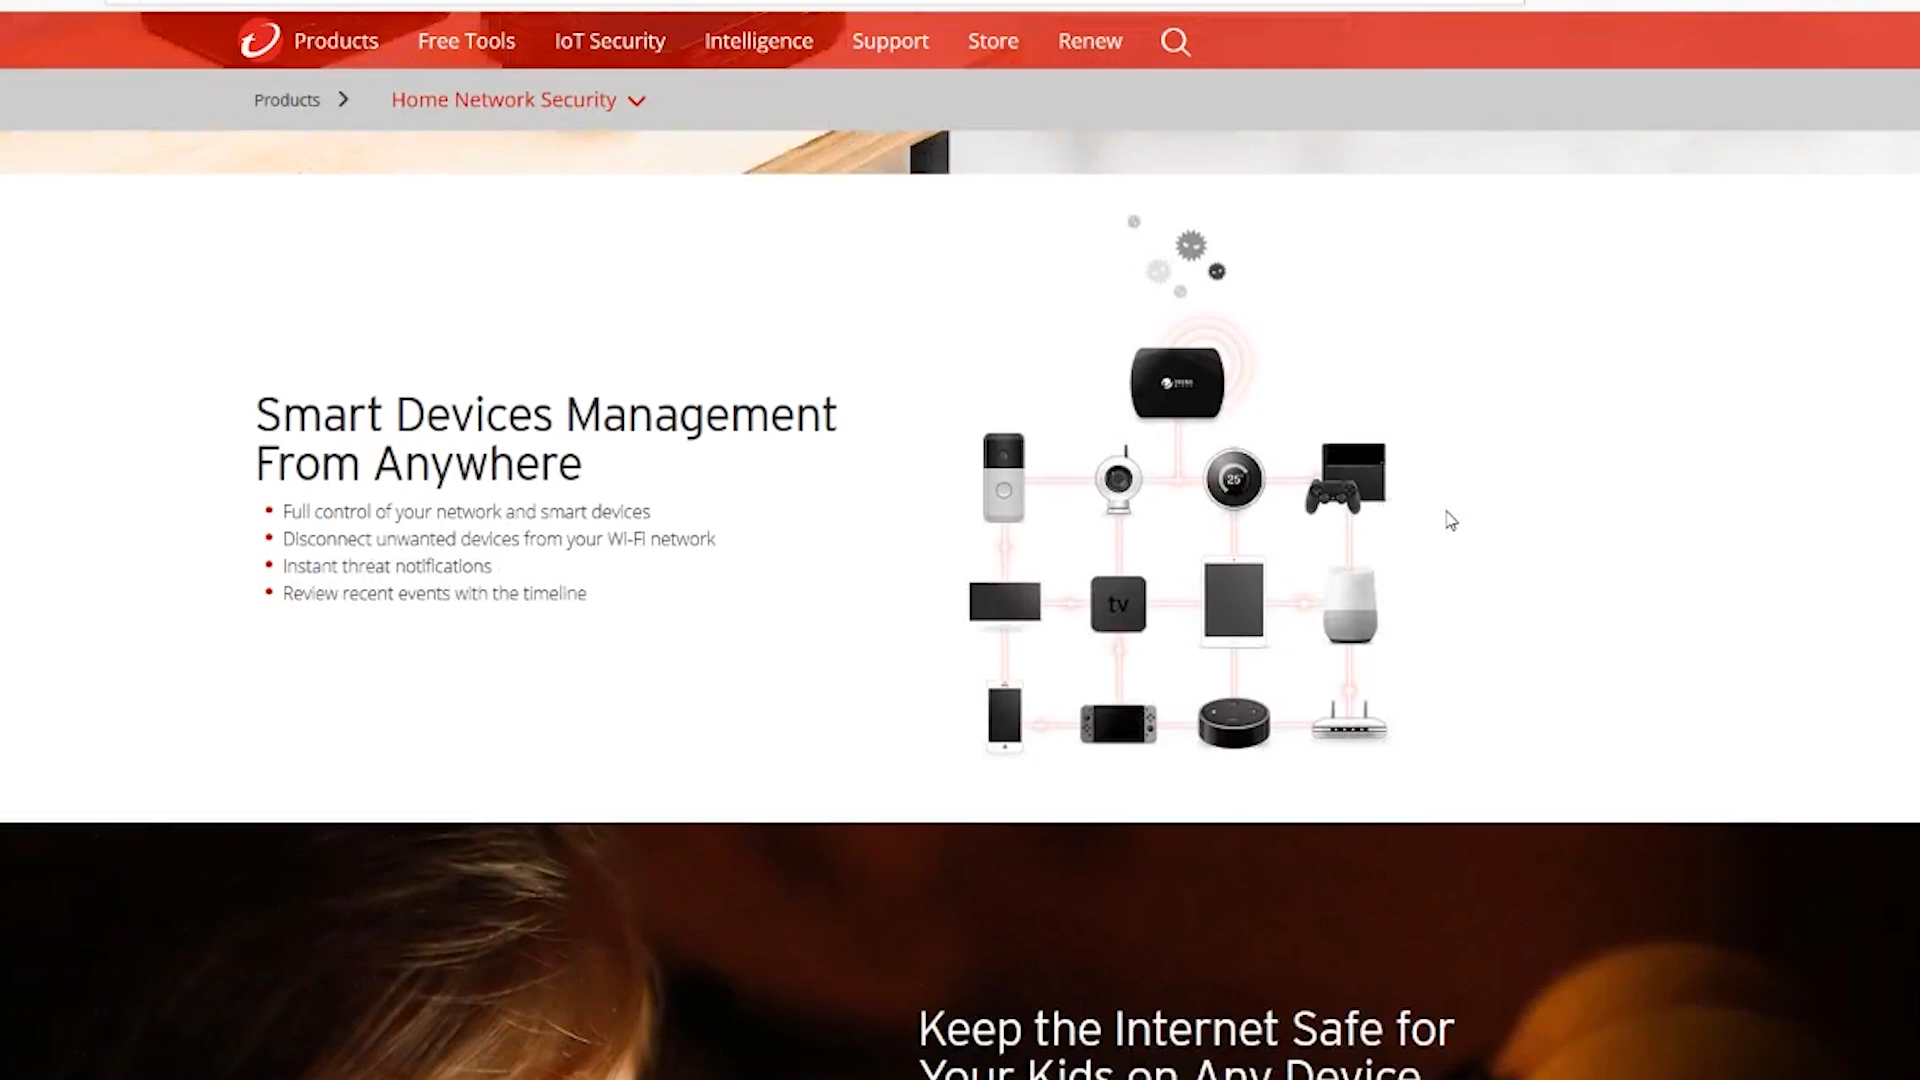 Products Free Tools IoT Security Intelligence Support Store Renew
Products Home Network Security
Smart Devices Management
From Anywhere
Full control of your network and smart devices
Disconnect unwanted devices from your Wi-Fi network
Instant threat notifications
Review recent events with the timeline
25
tv
Keep the Internet Safe for
Your Kids on Any Device